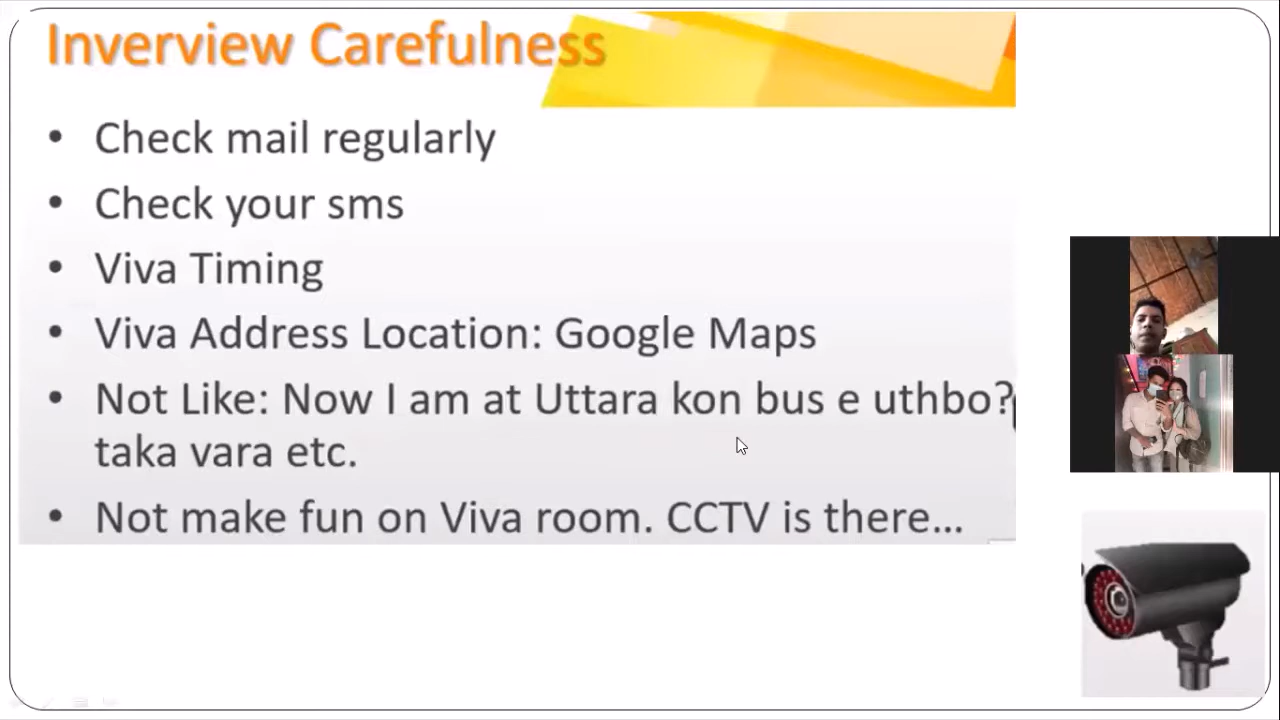 Inverview Carefulness
• Check mail regularly
• Check your sms
• Viva Timing
• Viva Address Location: Google Maps
• Not Like: Now I am at Uttara kon bus e uthbo?
taka vara etc.
• Not make fun on Viva room. CCTV is there...